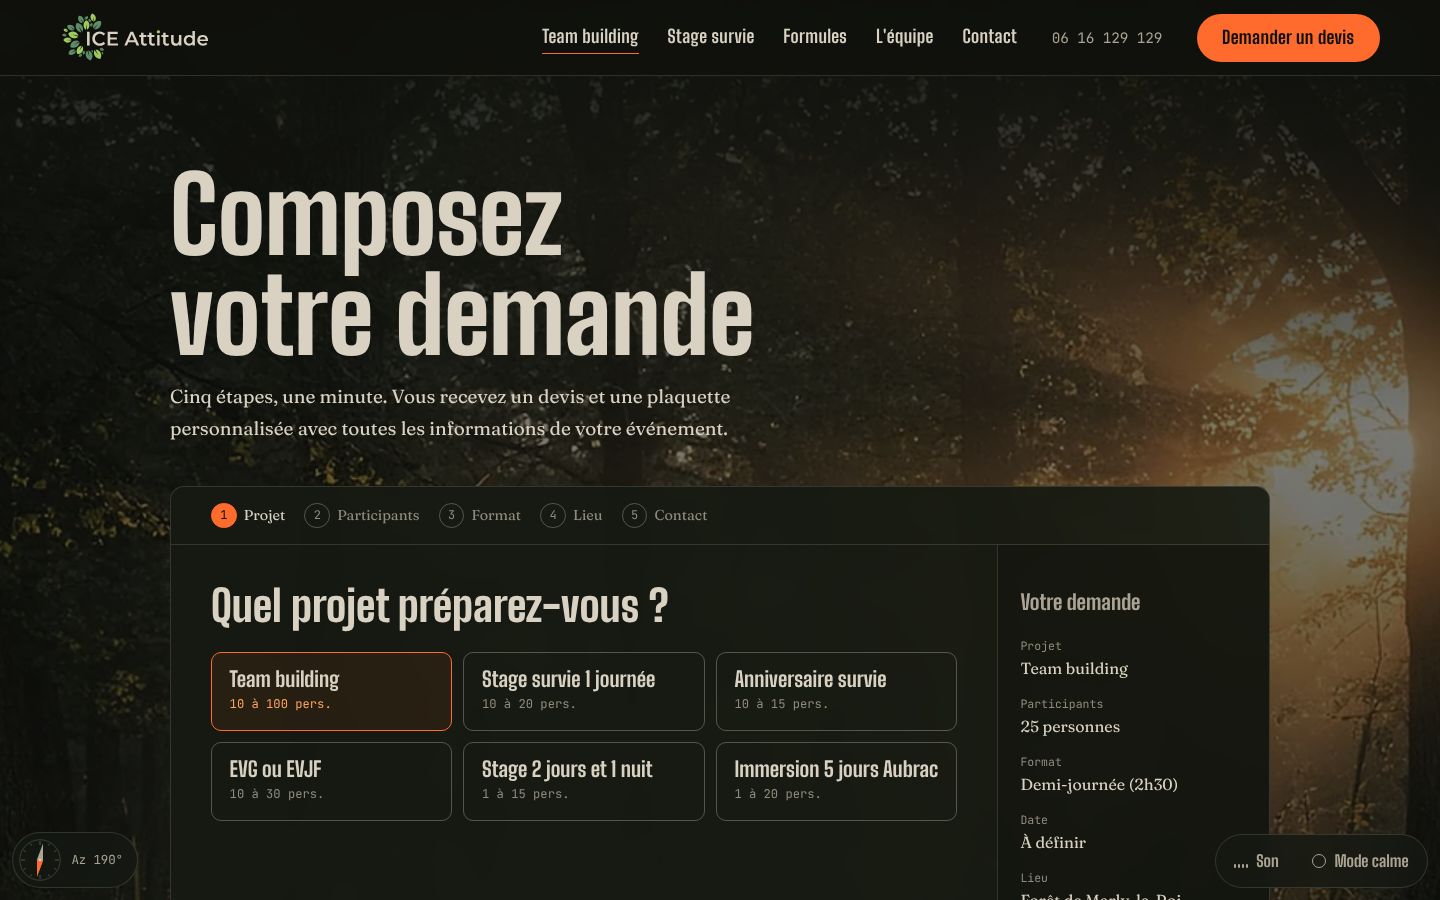 ICE Attitude
Team building
Stage survie
Formules
L'équipe
Contact
06 16 129 129
Demander un devis
Composez
votre demande
Cinq étapes, une minute. Vous recevez un devis et une plaquette
personnalisée avec toutes les informations de votre événement.
1 Projet
2 Participants
3 Format
4 Lieu
5 Contact
Quel projet préparez-vous ?
Team building
10 à 100 pers.
Stage survie 1 journée
10 à 20 pers.
Anniversaire survie
10 à 15 pers.
EVG ou EVJF
10 à 30 pers.
Stage 2 jours et 1 nuit
1 à 15 pers.
Immersion 5 jours Aubrac
1 à 20 pers.
Votre demande
Projet
Team building
Participants
25 personnes
Format
Demi-journée (2h30)
Date
À définir
Lieu
Forêt de Marly-le-Roi
Az 190°
Son
Mode calme